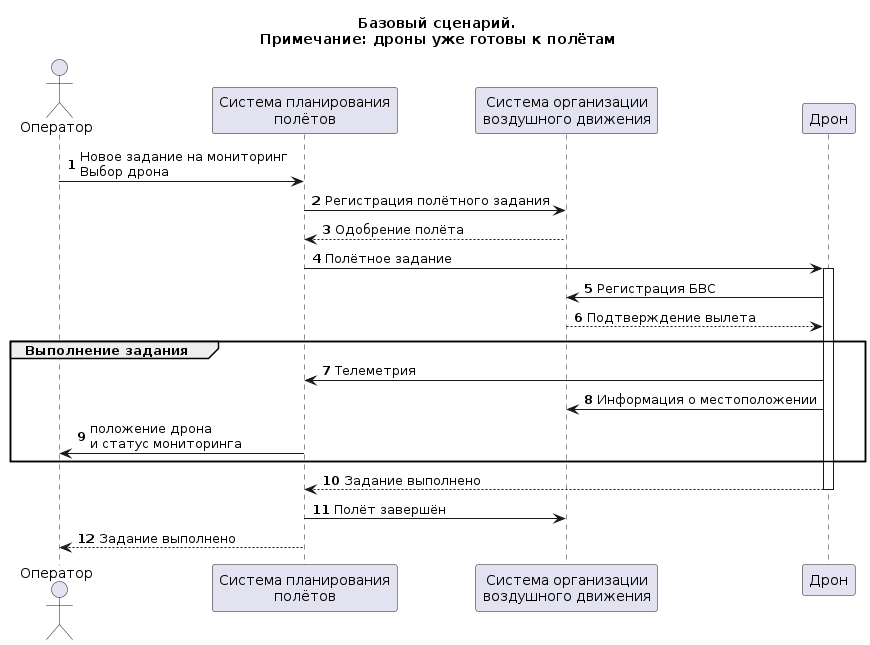 Базовый сценарий.
Примечание: дроны уже готовы к полётам
Оператор
Система планирования
полётов
Система организации
воздушного движения
Дрон
1 Новое задание на мониторинг
Выбор дрона
2 Регистрация полётного задания
3 Одобрение полёта
4 Полётное задание
5 Регистрация БВС
6 Подтверждение вылета
Выполнение задания
7 Телеметрия
8 Информация о местоположении
9 положение дрона
и статус мониторинга
10 Задание выполнено
11 Полёт завершён
12 Задание выполнено
Оператор
Система планирования
полётов
Система организации
воздушного движения
Дрон